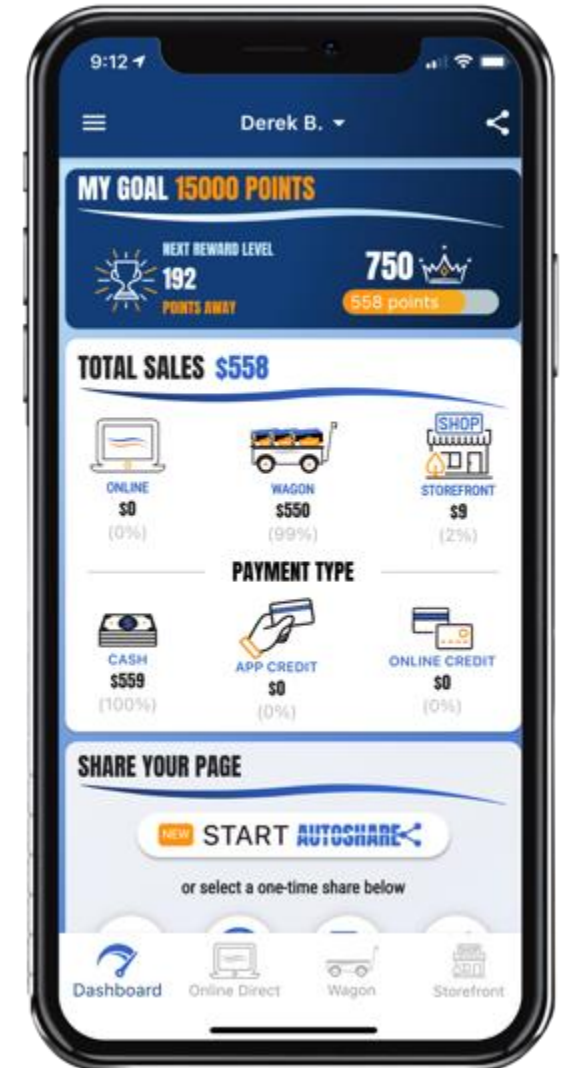 9:12
Derek B.
MY GOAL 15000 POINTS
NEXT REWARD LEVEL
192
POINTS AWAY
750
558 points
TOTAL SALES $558
SHOP
ONLINE
$0
(0%)
WAGON
$550
(99%)
STOREFRONT
$9
(2%)
PAYMENT TYPE
CASH
$559
(100%)
APP CREDIT
$0
(0%)
ONLINE CREDIT
$0
(0%)
SHARE YOUR PAGE
NEW START AUTOSHARE
or select a one-time share below
Dashboard
Online Direct
Wagon
SHOP
Storefront